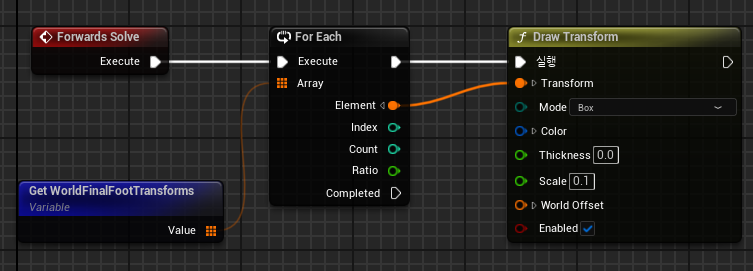 Forwards Solve
Execute
For Each
Execute
Array
Element
Index
Count
Ratio
Completed
Get WorldFinalFootTransforms
Variable
Value
Draw Transform
실행
Transform
Mode Box
Color
Thickness 0.0
Scale 0.1
World Offset
Enabled